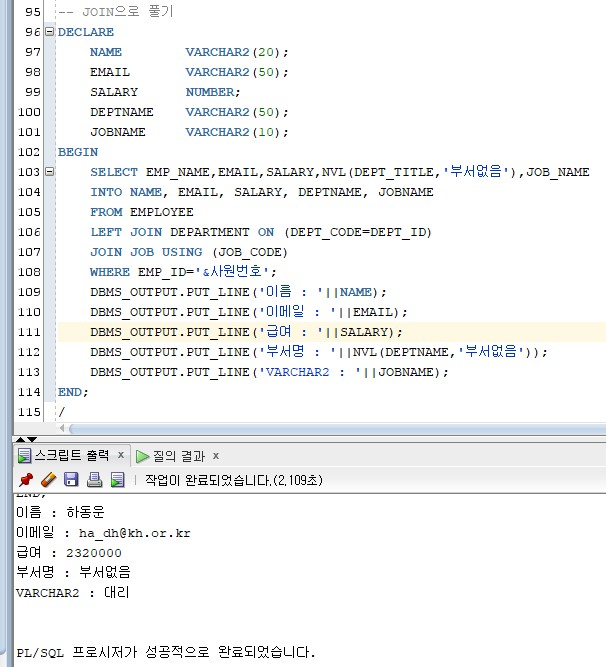 95 -- JOIN으로 풀기
96 DECLARE
97 NAME VARCHAR2(20);
98 EMAIL VARCHAR2(50);
99 SALARY NUMBER;
100 DEPTNAME VARCHAR2(50);
101 JOBNAME VARCHAR2(10);
102 BEGIN
103 SELECT EMP_NAME,EMAIL,SALARY,NVL(DEPT_TITLE,'부서없음'),JOB_NAME
104 INTO NAME, EMAIL, SALARY, DEPTNAME, JOBNAME
105 FROM EMPLOYEE
106 LEFT JOIN DEPARTMENT ON (DEPT_CODE=DEPT_ID)
107 JOIN JOB USING (JOB_CODE)
108 WHERE EMP_ID='&사원번호';
109 DBMS_OUTPUT.PUT_LINE('이름 : '||NAME);
110 DBMS_OUTPUT.PUT_LINE('이메일 : '||EMAIL);
111 DBMS_OUTPUT.PUT_LINE('급여 : '||SALARY);
112 DBMS_OUTPUT.PUT_LINE('부서명 : '||NVL(DEPTNAME,'부서없음'));
113 DBMS_OUTPUT.PUT_LINE('VARCHAR2 : '||JOBNAME);
114 END;
115 /
스크립트 출력 x 질의 결과 x
작업이 완료되었습니다.(2,109초)
END;
이름 : 하동운
이메일 : ha_dh@kh.or.kr
급여 : 2320000
부서명 : 부서없음
VARCHAR2 : 대리
PL/SQL 프로시저가 성공적으로 완료되었습니다.